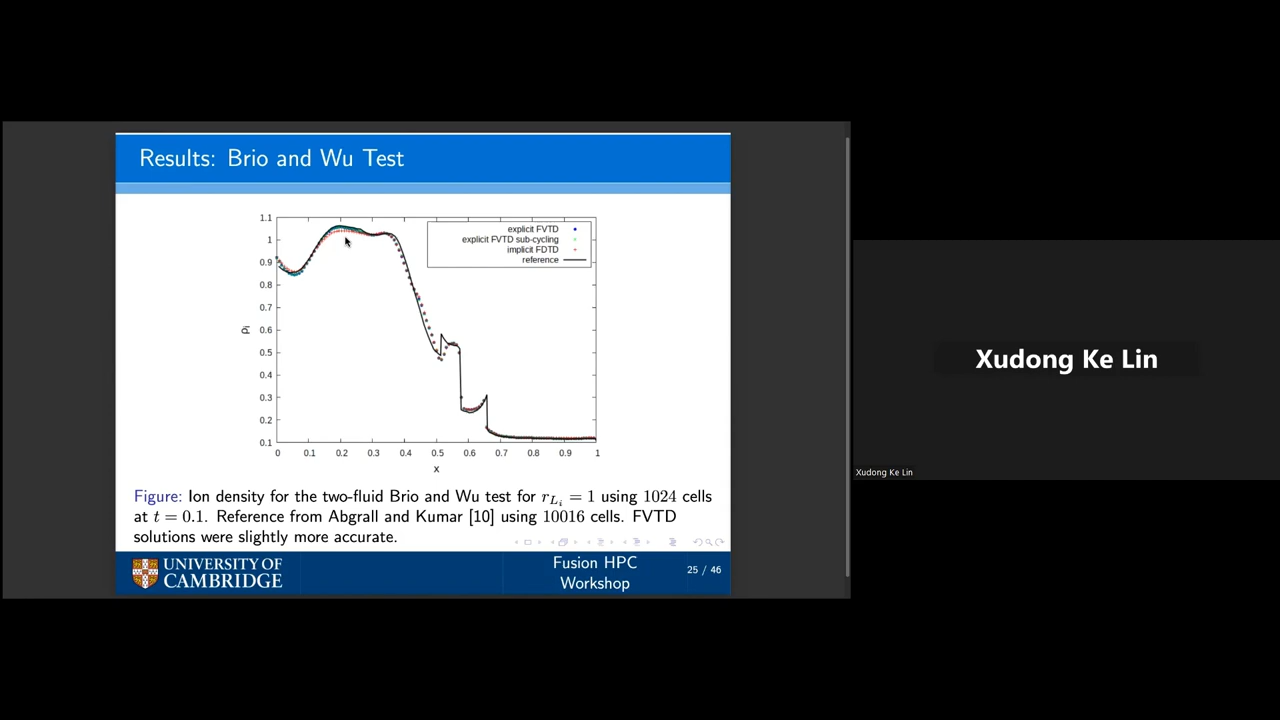 Results: Brio and Wu Test
1.1
1
0.9
0.8
0.7
0.6
0.5
0.4
0.3
0.2
0.1
ρi
explicit FVTD
explicit FVTD sub-cycling
implicit FDTD
reference
0 0.1 0.2 0.3 0.4 0.5 0.6 0.7 0.8 0.9 1
x
Figure: Ion density for the two-fluid Brio and Wu test for r_{L_i} = 1 using 1024 cells
at t = 0.1. Reference from Abgrall and Kumar [10] using 10016 cells. FVTD
solutions were slightly more accurate.
UNIVERSITY OF
CAMBRIDGE
Fusion HPC
Workshop
25 / 46
Xudong Ke Lin
Xudong Ke Lin